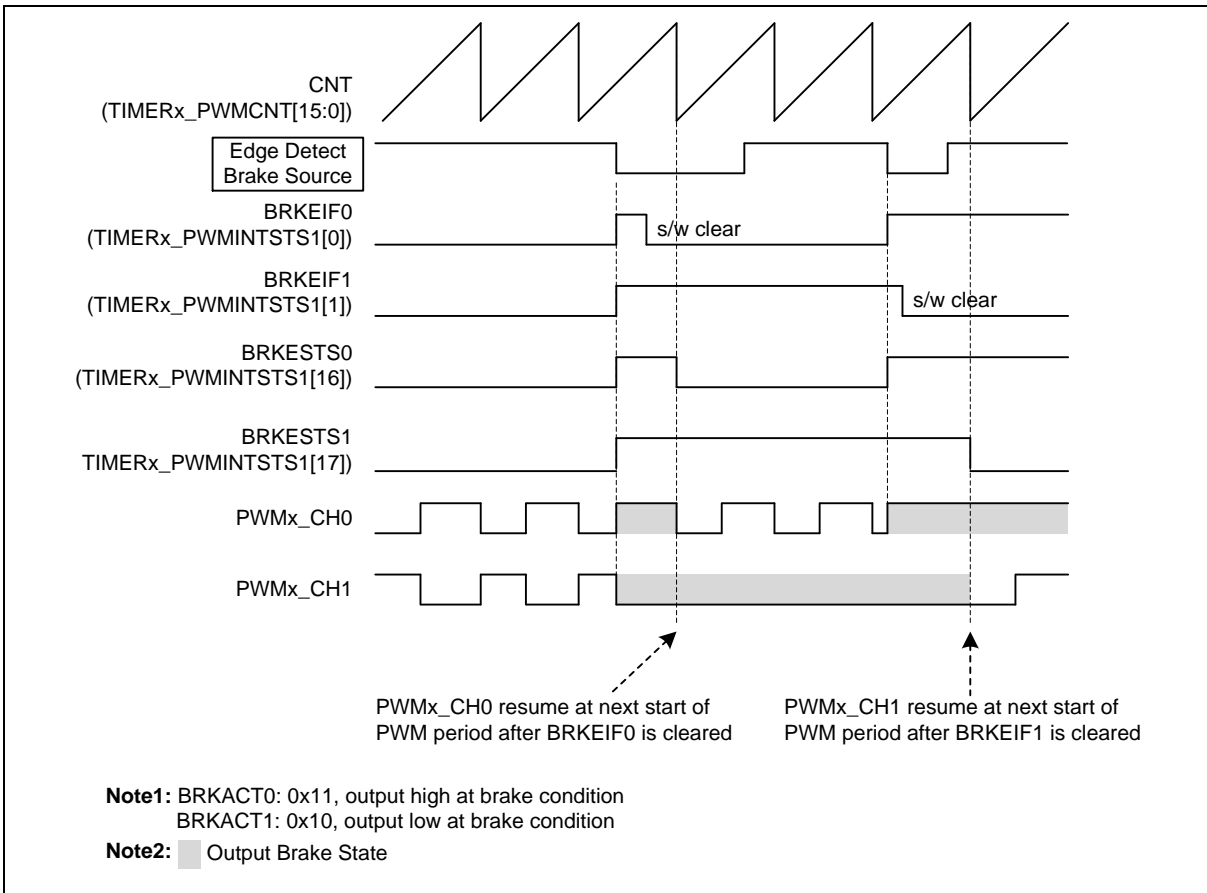 CNT
(TIMERx_PWMCNT[15:0])
Edge Detect
Brake Source
BRKEIF0
(TIMERx_PWMINTSTS1[0])
s/w clear
BRKEIF1
(TIMERx_PWMINTSTS1[1])
s/w clear
BRKESTS0
(TIMERx_PWMINTSTS1[16])
BRKESTS1
TIMERx_PWMINTSTS1[17])
PWMx_CH0
PWMx_CH1
PWMx_CH0 resume at next start of
PWM period after BRKEIF0 is cleared
PWMx_CH1 resume at next start of
PWM period after BRKEIF1 is cleared
Note1: BRKACT0: 0x11, output high at brake condition
BRKACT1: 0x10, output low at brake condition
Note2: Output Brake State